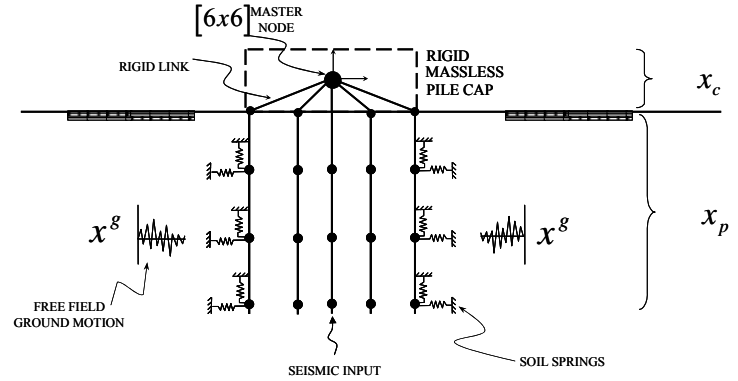 [6x6] MASTER
NODE
RIGID LINK
RIGID
MASSLESS
PILE CAP
x_c
x^g
x^g
x_p
FREE FIELD
GROUND MOTION
SEISMIC INPUT
SOIL SPRINGS